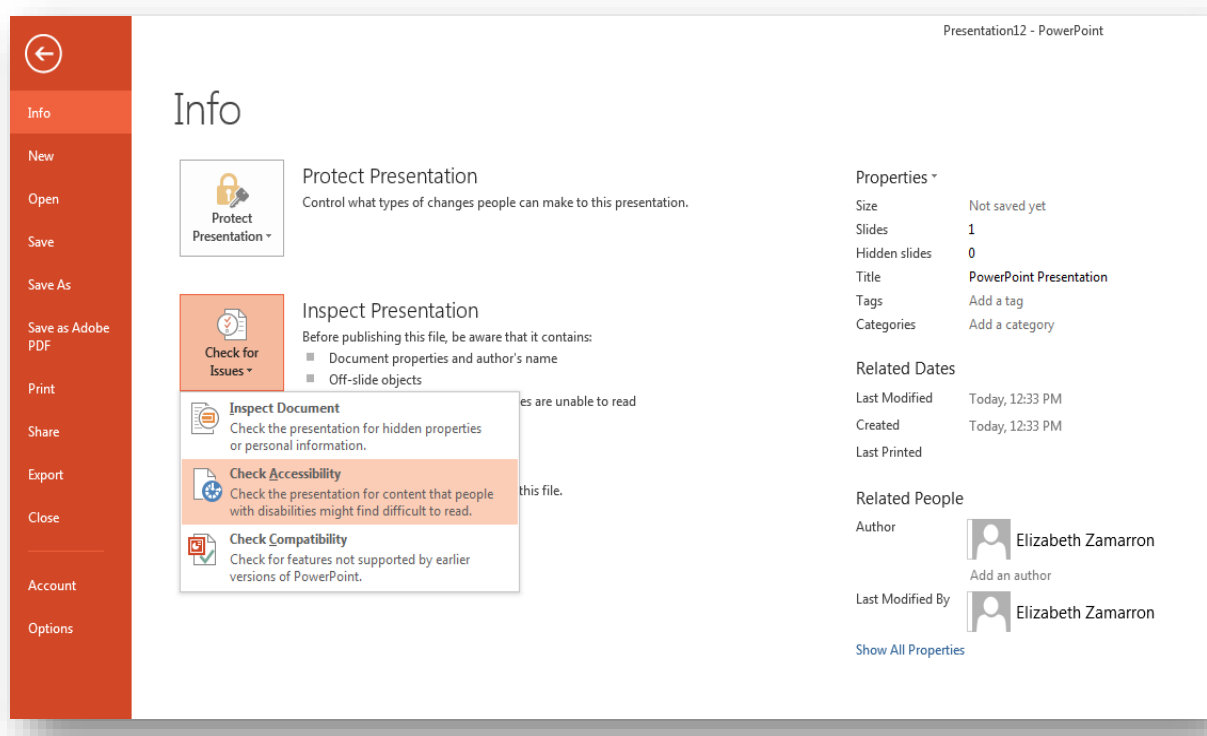 Presentation12 - PowerPoint
Info
New
Open
Save
Save As
Save as Adobe
PDF
Print
Share
Export
Close
Account
Options
Info
Protect
Presentation
Protect Presentation
Control what types of changes people can make to this presentation.
Check for
Issues
Inspect Presentation
Before publishing this file, be aware that it contains:
Document properties and author's name
Off-slide objects
es are unable to read
this file.
Inspect Document
Check the presentation for hidden properties
or personal information.
Check Accessibility
Check the presentation for content that people
with disabilities might find difficult to read.
Check Compatibility
Check for features not supported by earlier
versions of PowerPoint.
Properties
Size Not saved yet
Slides 1
Hidden slides 0
Title PowerPoint Presentation
Tags Add a tag
Categories Add a category
Related Dates
Last Modified Today, 12:33 PM
Created Today, 12:33 PM
Last Printed
Related People
Author Elizabeth Zamarron
Add an author
Last Modified By Elizabeth Zamarron
Show All Properties